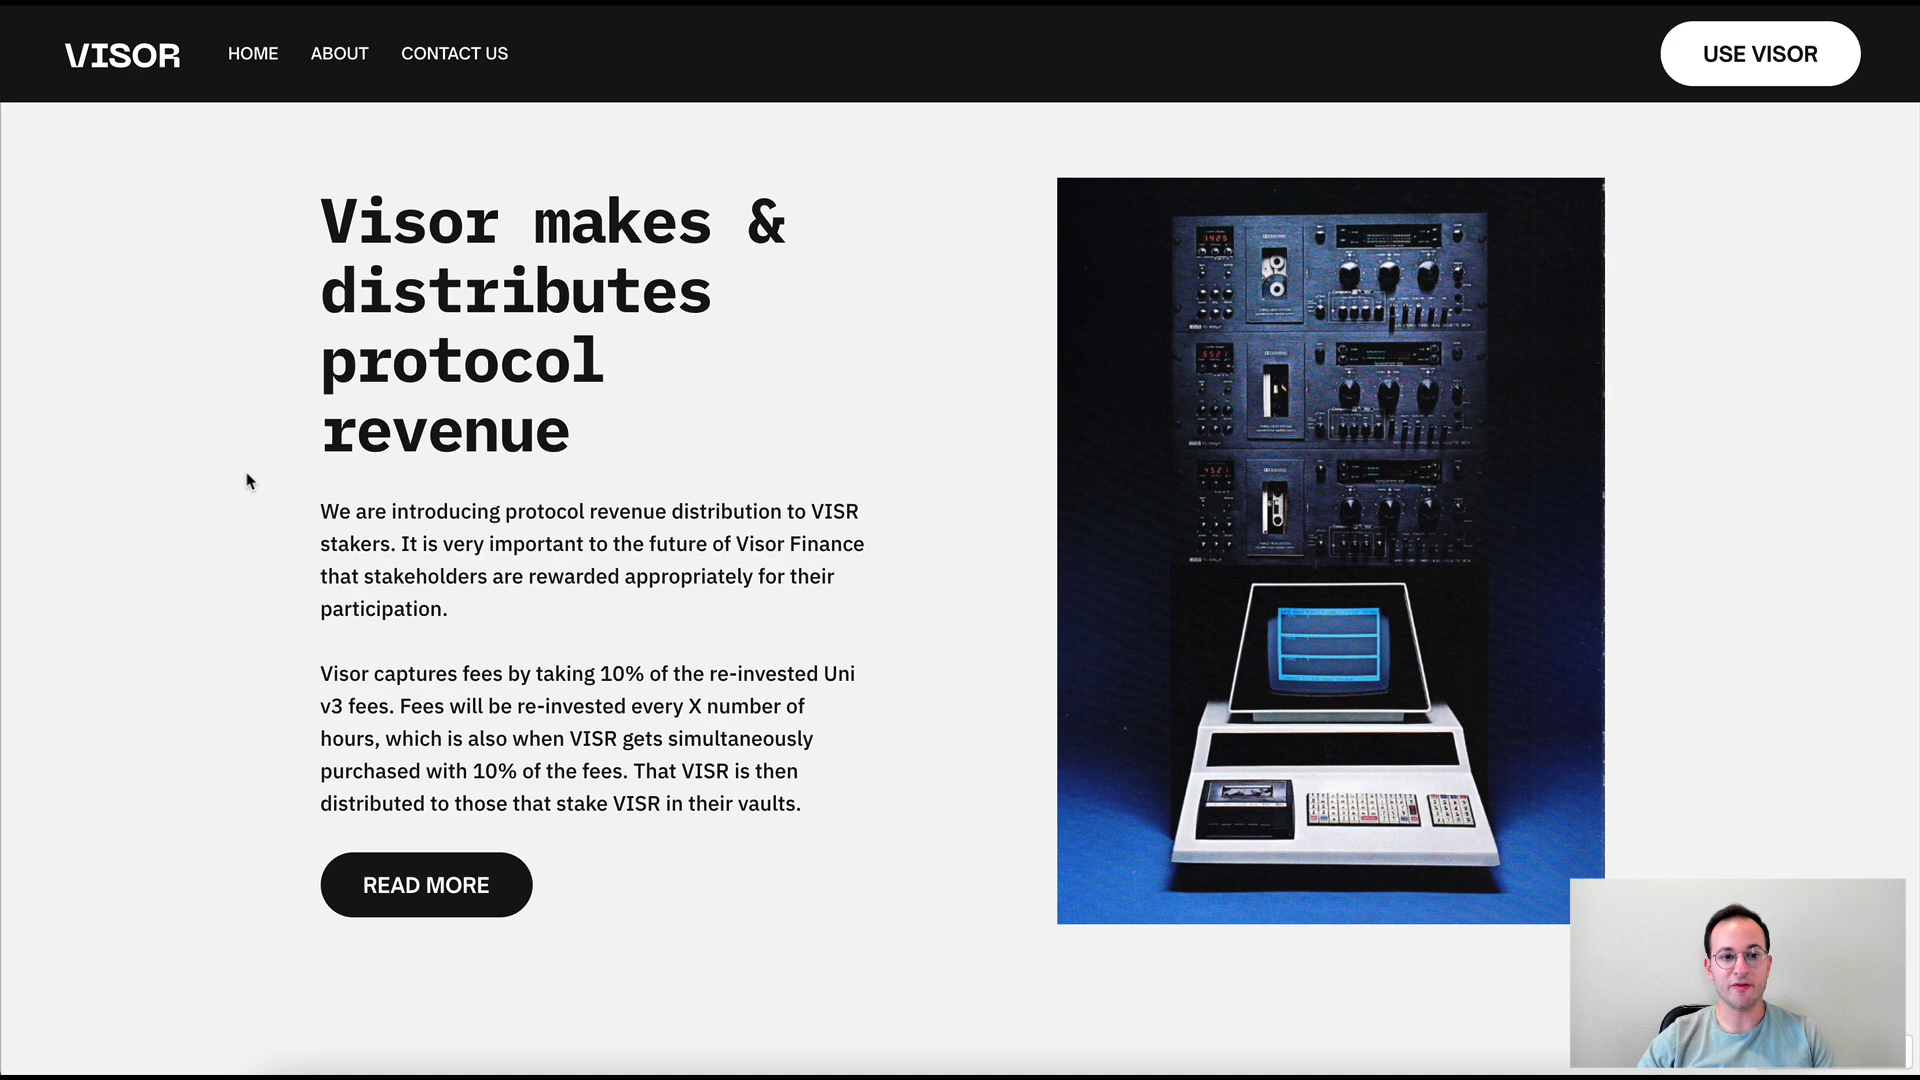 VISOR
HOME
ABOUT
CONTACT US
USE VISOR
Visor makes &
distributes
protocol
revenue
We are introducing protocol revenue distribution to VISR
stakers. It is very important to the future of Visor Finance
that stakeholders are rewarded appropriately for their
participation.
Visor captures fees by taking 10% of the re-invested Uni
v3 fees. Fees will be re-invested every X number of
hours, which is also when VISR gets simultaneously
purchased with 10% of the fees. That VISR is then
distributed to those that stake VISR in their vaults.
READ MORE